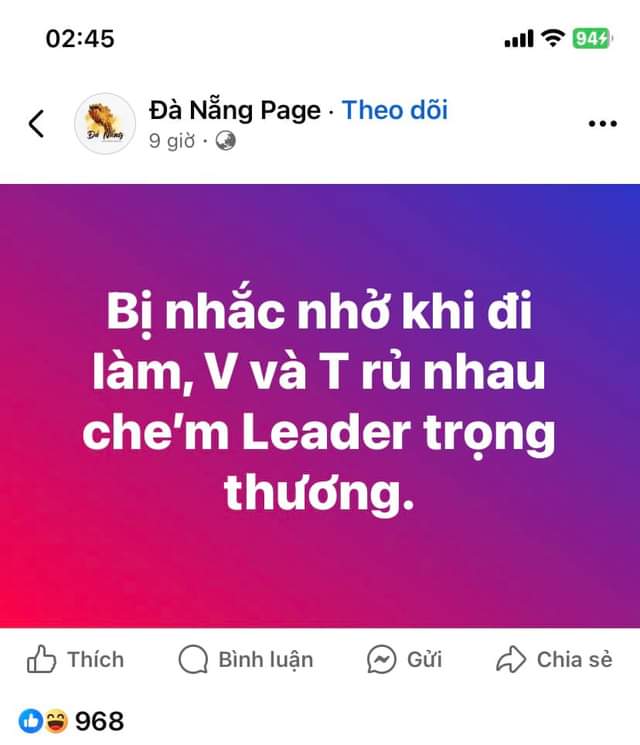 02:45
94
Đà Nẵng Page · Theo dõi
9 giờ ·
Đà Nẵng
Bị nhắc nhở khi đi
làm, V và T rủ nhau
che’m Leader trọng
thương.
Thích Bình luận Gửi Chia sẻ
968